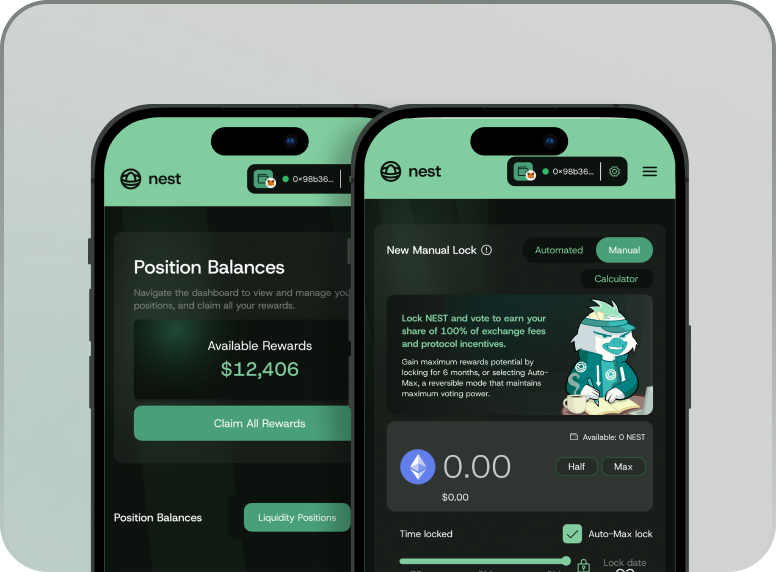 nest
0×98b36...
Position Balances
Navigate the dashboard to view and manage you
positions, and claim all your rewards.
Available Rewards
$12,406
Claim All Rewards
Position Balances
Liquidity Positions
nest
0×98b36...
New Manual Lock
Automated
Manual
Calculator
Lock NEST and vote to earn your
share of 100% of exchange fees
and protocol incentives.
Gain maximum rewards potential by
locking for 6 months, or selecting Auto-
Max, a reversible mode that maintains
maximum voting power.
Available: 0 NEST
0.00
Half
Max
$0.00
Time locked
Auto-Max lock
Lock date